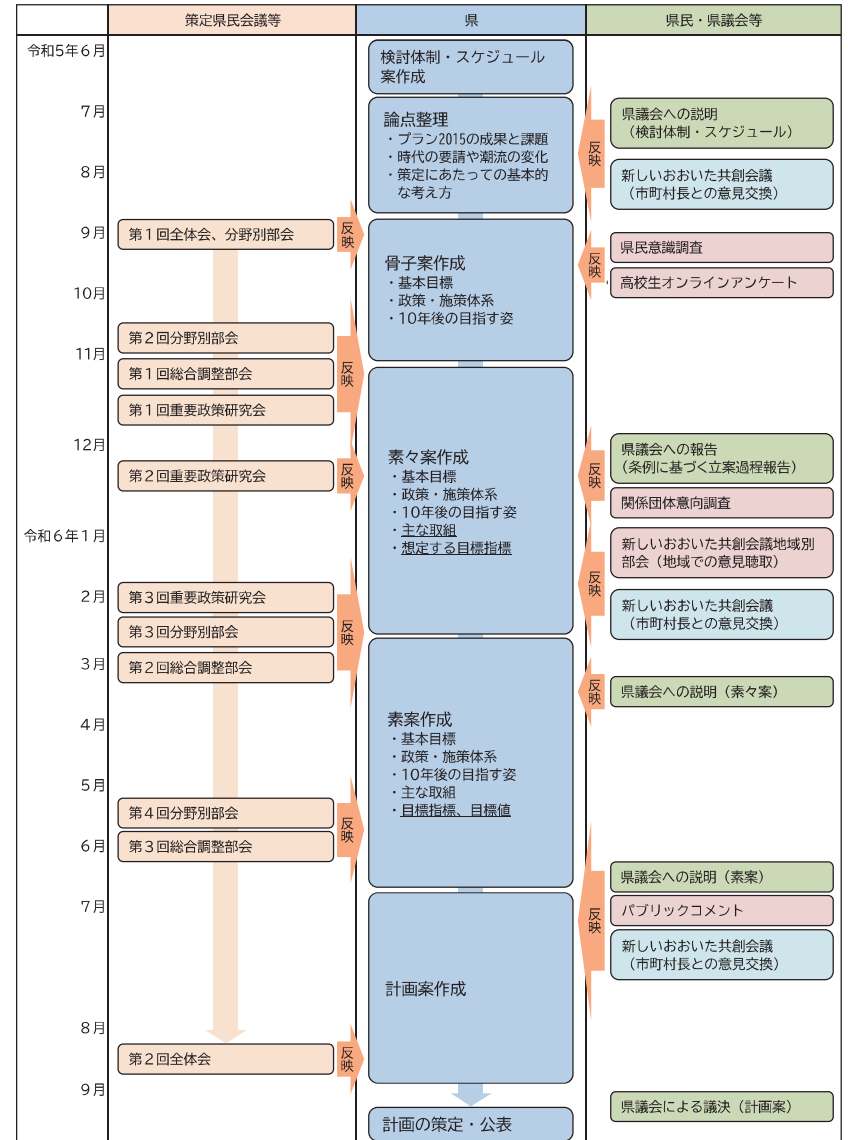 策定県民会議等
県
県民・県議会等
令和5年6月
7月
8月
9月
10月
11月
12月
令和6年1月
2月
3月
4月
5月
6月
7月
8月
9月
第1回全体会、分野別部会
反映
第2回分野別部会
第1回総合調整部会
第1回重要政策研究会
反映
第2回重要政策研究会
反映
第3回重要政策研究会
第3回分野別部会
第2回総合調整部会
反映
第4回分野別部会
第3回総合調整部会
反映
第2回全体会
反映
検討体制・スケジュール
案作成
論点整理
・プラン2015の成果と課題
・時代の要請や潮流の変化
・策定にあたっての基本的
な考え方
骨子案作成
・基本目標
・政策・施策体系
・10年後の目指す姿
素々案作成
・基本目標
・政策・施策体系
・10年後の目指す姿
・主な取組
・想定する目標指標
素案作成
・基本目標
・政策・施策体系
・10年後の目指す姿
・主な取組
・目標指標、目標値
計画案作成
計画の策定・公表
反映
県議会への説明
（検討体制・スケジュール）
新しいおおいた共創会議
（市町村長との意見交換）
反映
県民意識調査
高校生オンラインアンケート
反映
県議会への報告
（条例に基づく立案過程報告）
関係団体意向調査
反映
新しいおおいた共創会議地域別
部会（地域での意見聴取）
新しいおおいた共創会議
（市町村長との意見交換）
反映
県議会への説明（素々案）
反映
県議会への説明（素案）
パブリックコメント
新しいおおいた共創会議
（市町村長との意見交換）
県議会による議決（計画案）